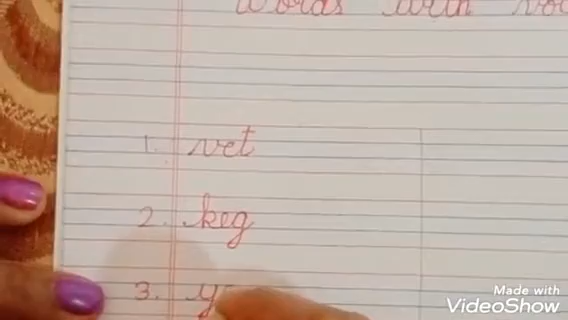 words with
1. vet
2. keg
3. y
Made with
VideoShow